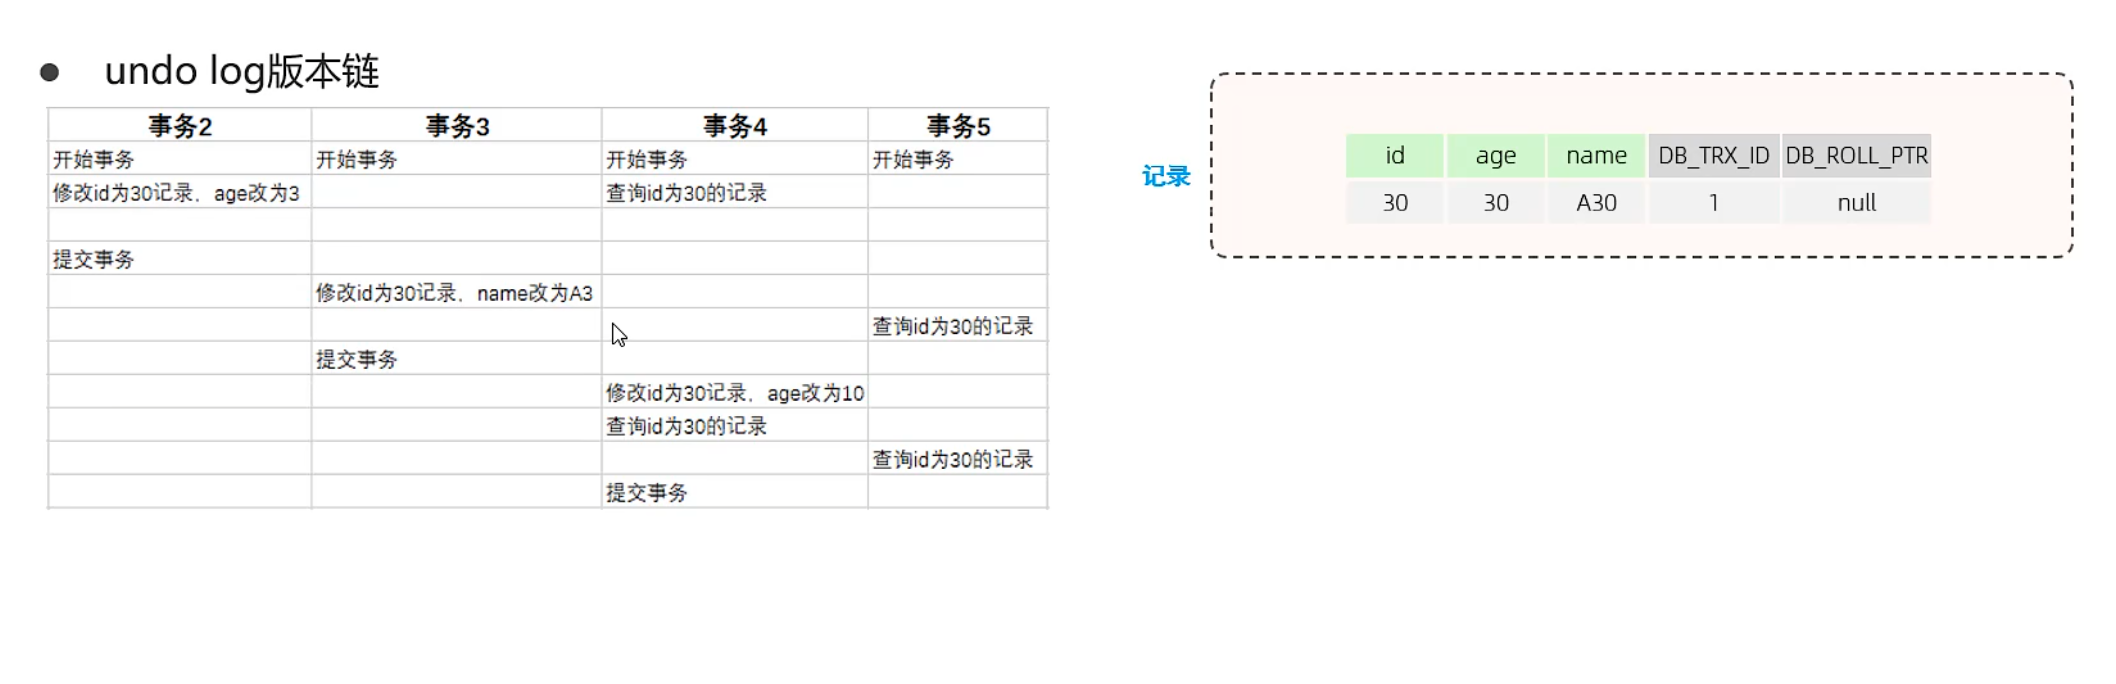 ● undo log版本链
事务2 事务3 事务4 事务5
开始事务 开始事务 开始事务 开始事务
修改id为30记录，age改为3 查询id为30的记录
提交事务
修改id为30记录，name改为A3
查询id为30的记录
提交事务
修改id为30记录，age改为10
查询id为30的记录
查询id为30的记录
提交事务
记录
id age name DB_TRX_ID DB_ROLL_PTR
30 30 A30 1 null